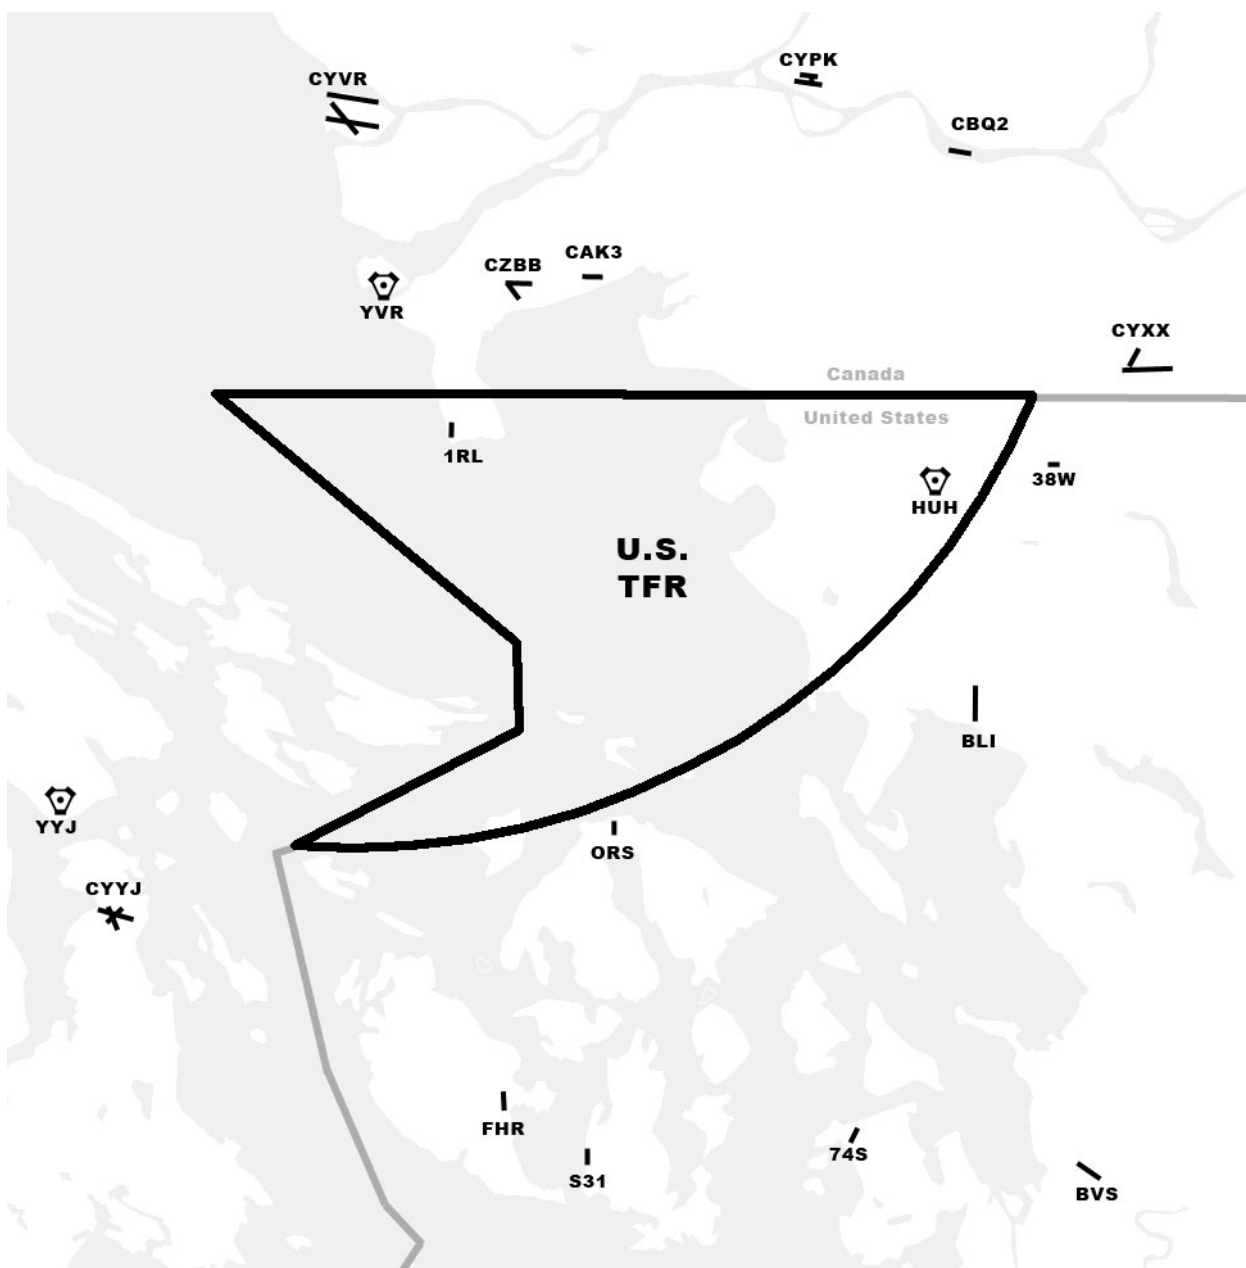 CYPK
CYVR
CBQ2
CAK3
CZBB
YVR
CYXX
Canada
United States
1RL
38W
HUH
U.S.
TFR
BLI
YYJ
ORS
CYYJ
FHR
74S
S31
BVS